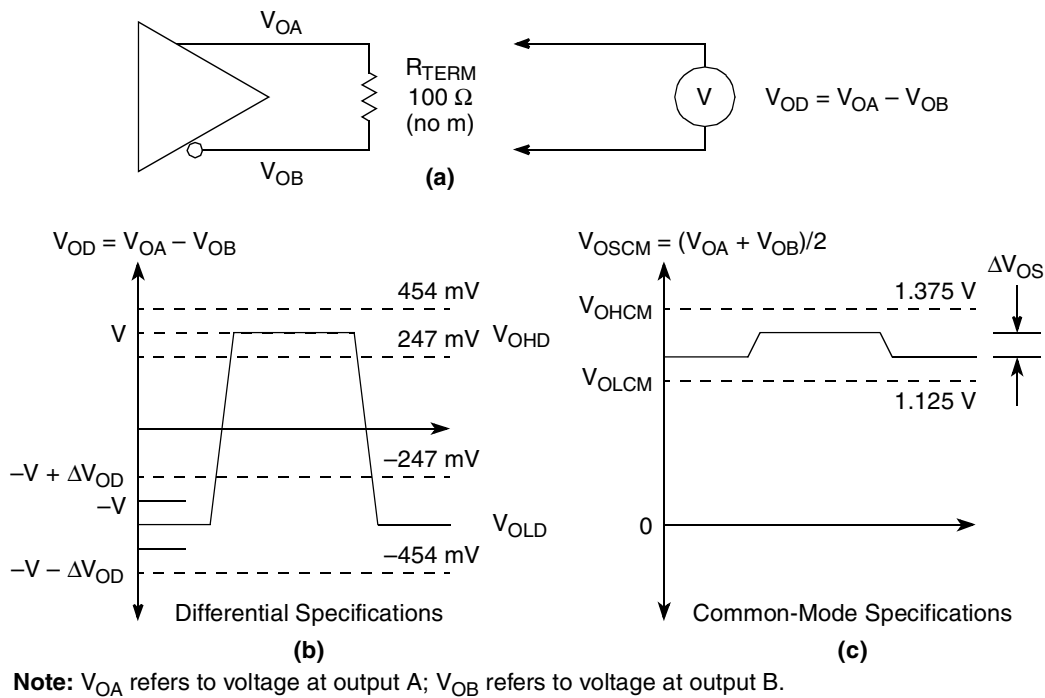 V_OA
R_TERM
100 Ω
(no m)
V
V_OD = V_OA – V_OB
V_OB
(a)
V_OD = V_OA – V_OB
454 mV
V
247 mV
V_OHD
–247 mV
–V + ΔV_OD
–V
V_OLD
–454 mV
–V – ΔV_OD
Differential Specifications
(b)
V_OSCM = (V_OA + V_OB)/2
ΔV_OS
1.375 V
V_OHCM
V_OLCM
1.125 V
0
Common-Mode Specifications
(c)
Note: V_OA refers to voltage at output A; V_OB refers to voltage at output B.